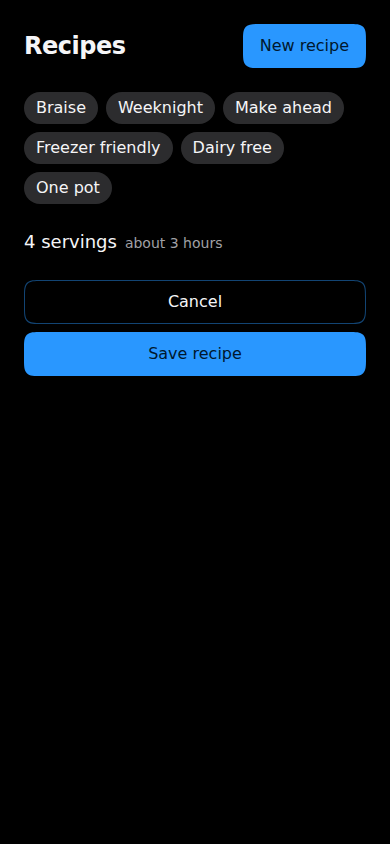 Recipes New recipe
Braise Weeknight Make ahead
Freezer friendly Dairy free
One pot
4 servings about 3 hours
Cancel
Save recipe